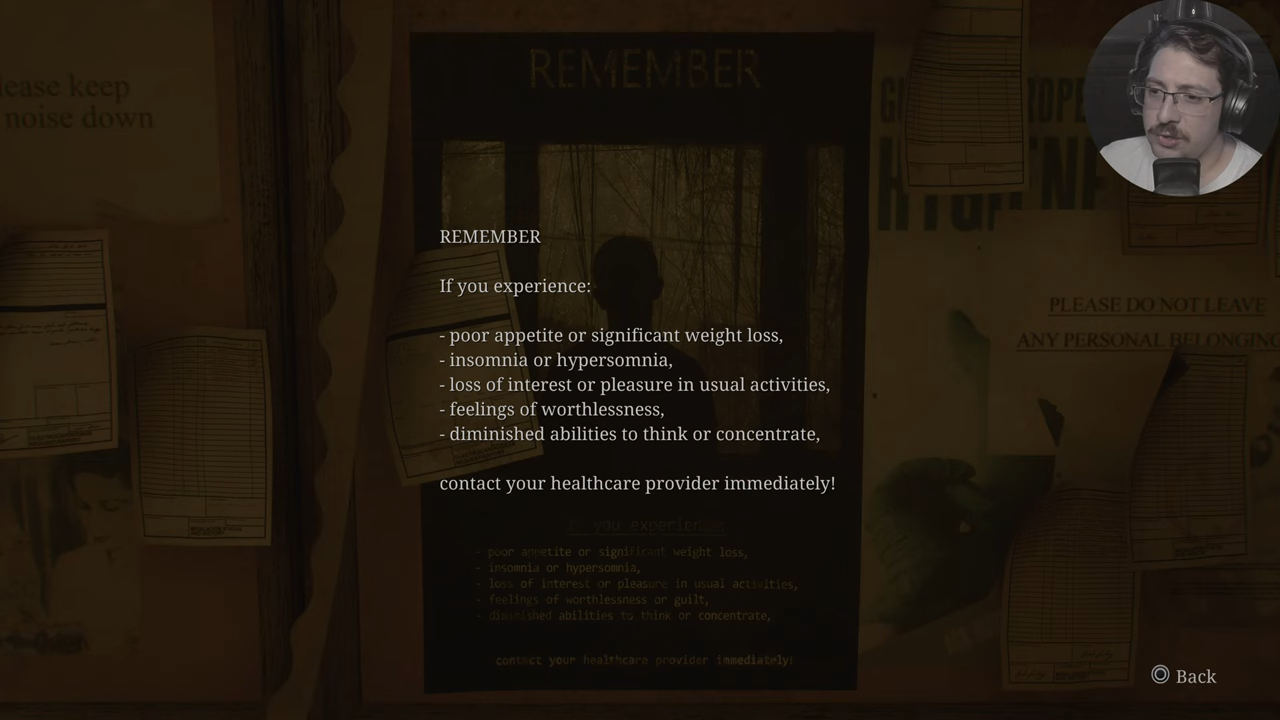 lease keep
noise down
REMEMBER
REMEMBER
If you experience:
- poor appetite or significant weight loss,
- insomnia or hypersomnia,
- loss of interest or pleasure in usual activities,
- feelings of worthlessness,
- diminished abilities to think or concentrate,
contact your healthcare provider immediately!
If you experience:
- poor appetite or significant weight loss,
- insomnia or hypersomnia,
- loss of interest or pleasure in usual activities,
- feelings of worthlessness or guilt,
- diminished abilities to think or concentrate,
contact your healthcare provider immediately!
PLEASE DO NOT LEAVE
ANY PERSONAL BELONGING
Back